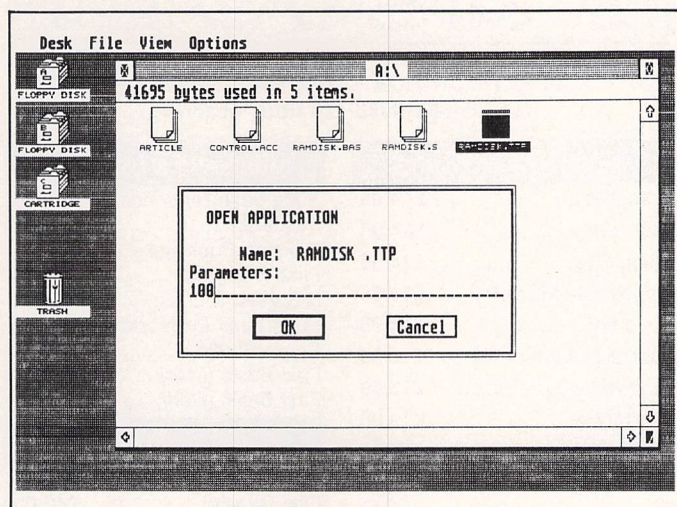 Desk File View Options
A:\
41695 bytes used in 5 items.
FLOPPY DISK
FLOPPY DISK
CARTRIDGE
TRASH
ARTICLE CONTROL.ACC RAMDISK.BAS RAMDISK.S RAMDISK.TTP
OPEN APPLICATION
Name: RAMDISK .TTP
Parameters:
100
OK Cancel